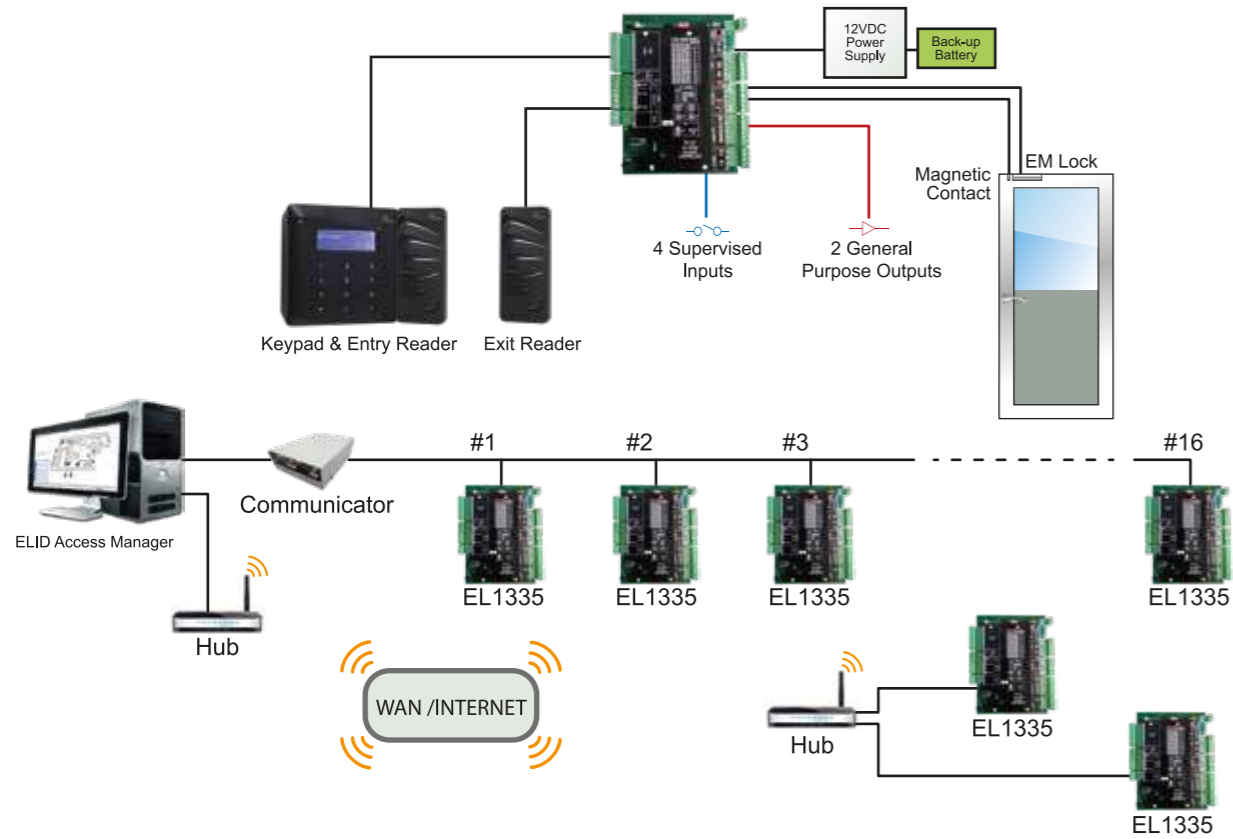 12VDC
Power
Supply
Back-up
Battery
EM Lock
Magnetic
Contact
4 Supervised
Inputs
2 General
Purpose Outputs
Keypad & Entry Reader
Exit Reader
#1
#2
#3
#16
Communicator
ELID Access Manager
EL1335
EL1335
EL1335
EL1335
Hub
WAN /INTERNET
EL1335
Hub
EL1335